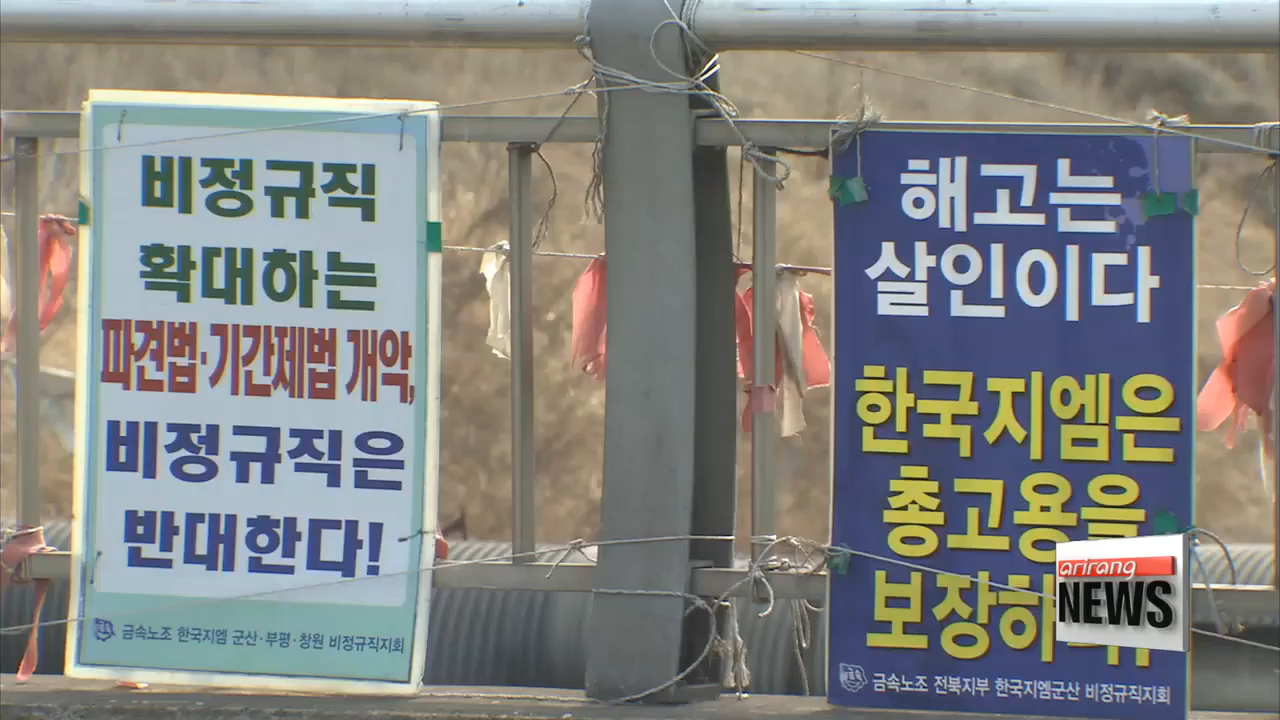 비정규직
확대하는
파견법·기간제법 개악,
비정규직은
반대한다!
금속노조 한국지엠 군산·부평·창원 비정규직지회
해고는
살인이다
한국지엠은
총고용을
금속
금속노조 전북지부 한국지엠군산 비정규직지회
arirang
NEWS